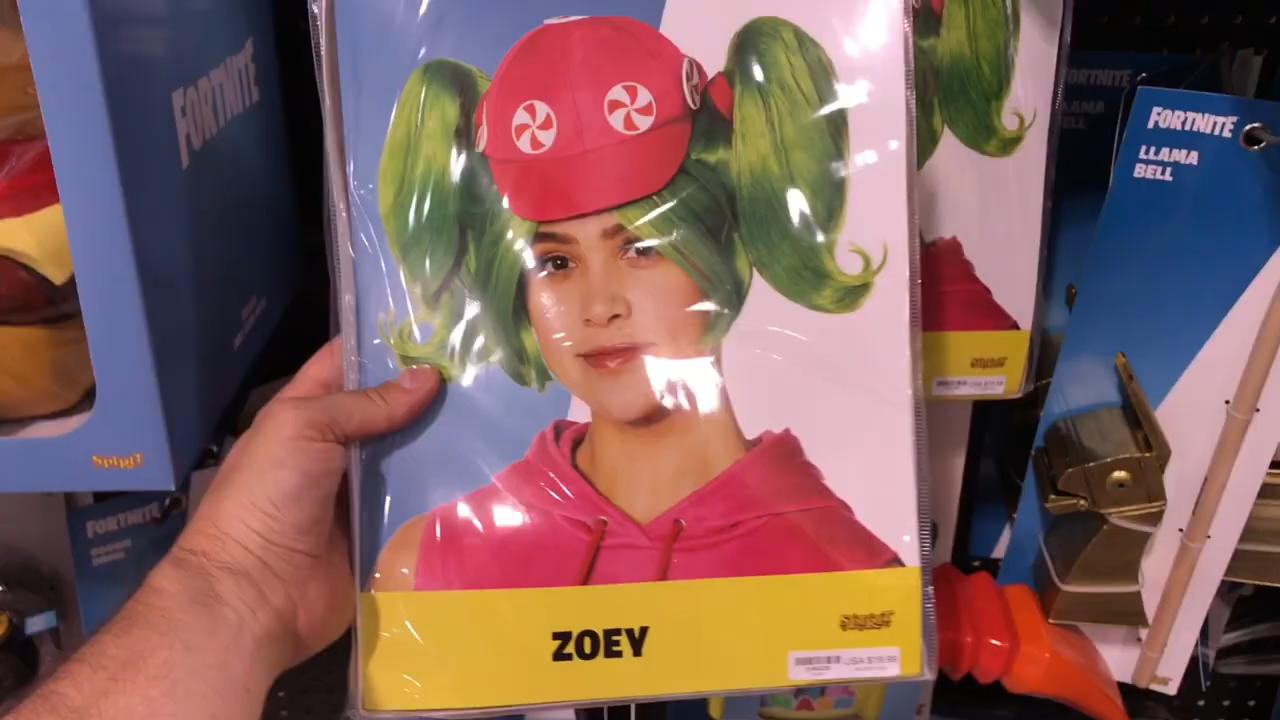 FORTNITE
Spirit
FORTNITE
ZOEY
SPIRIT
USA $19.99
SPIRIT
FORTNITE
LLAMA
BELL
FORTNITE
LLAMA
BELL